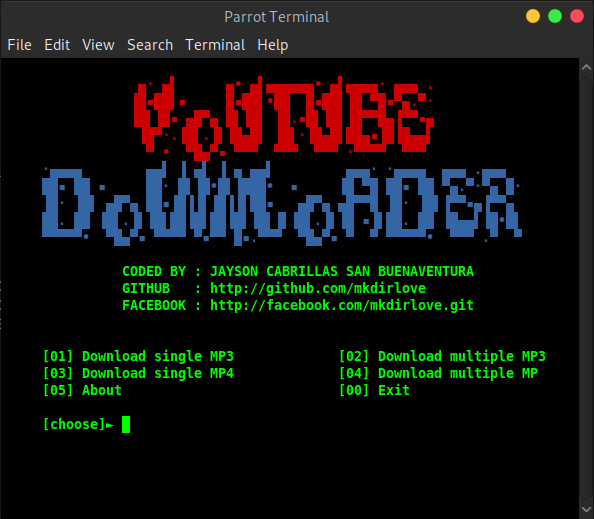 YoUTUBE
DoWNLoADER
Parrot Terminal
File Edit View Search Terminal Help
CODED BY : JAYSON CABRILLAS SAN BUENAVENTURA
GITHUB : http://github.com/mkdirlove
FACEBOOK : http://facebook.com/mkdirlove.git
[01] Download single MP3 [02] Download multiple MP3
[03] Download single MP4 [04] Download multiple MP
[05] About [00] Exit
[choose]►